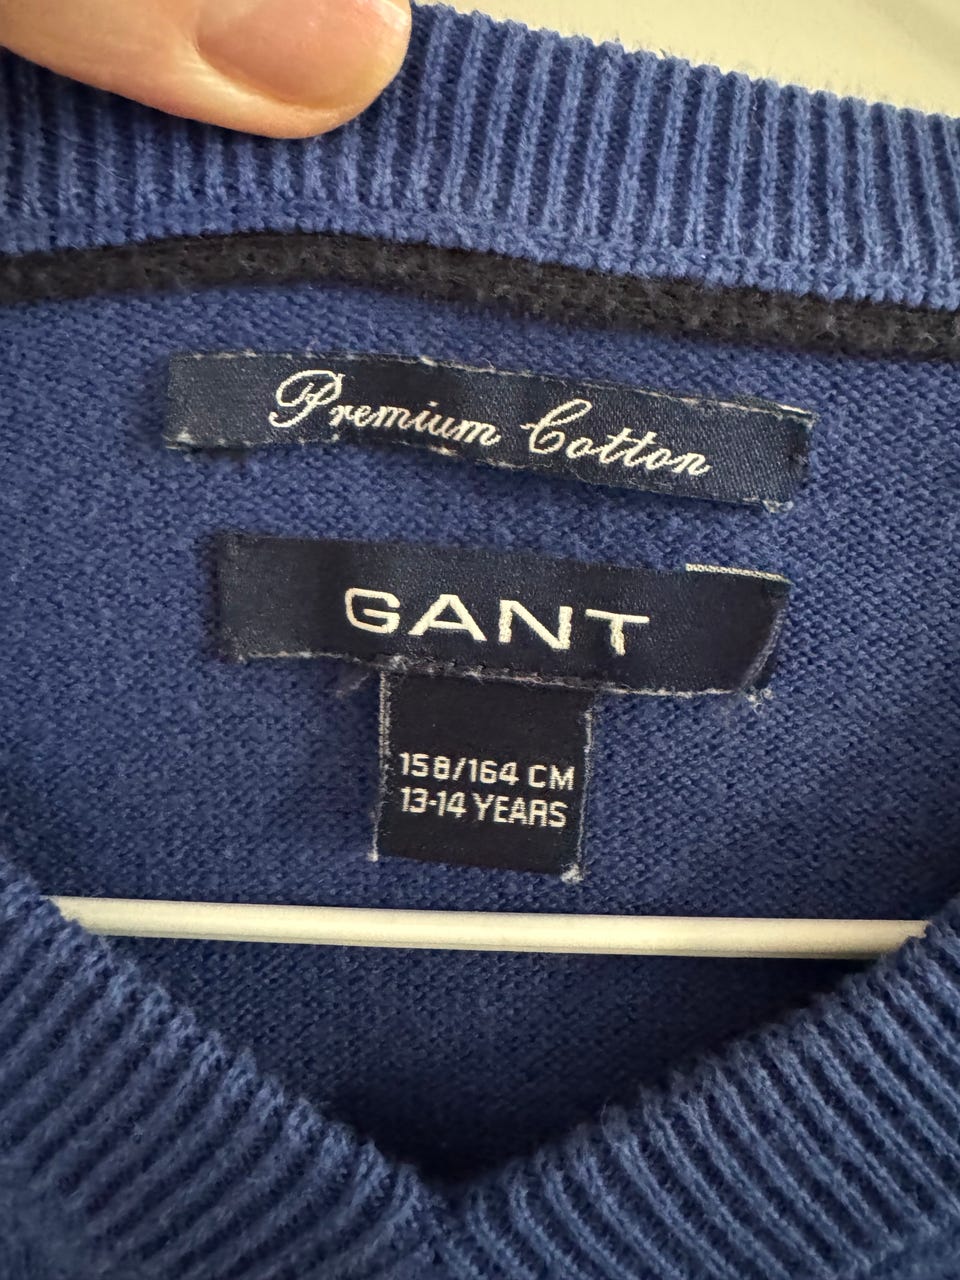 Premium Cotton
GANT
158/164 CM
13-14 YEARS